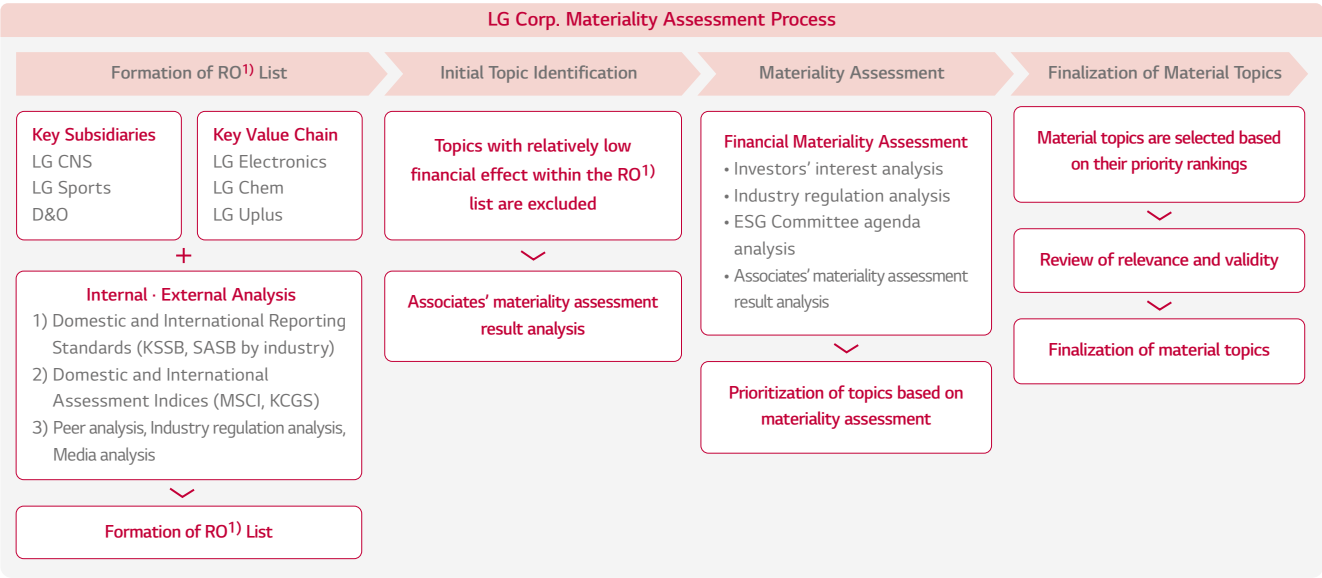 LG Corp. Materiality Assessment Process
Formation of RO1) List
Initial Topic Identification
Materiality Assessment
Finalization of Material Topics
Key Subsidiaries
LG CNS
LG Sports
D&O
Key Value Chain
LG Electronics
LG Chem
LG Uplus
+
Internal · External Analysis
1) Domestic and International Reporting
Standards (KSSB, SASB by industry)
2) Domestic and International
Assessment Indices (MSCI, KCGS)
3) Peer analysis, Industry regulation analysis,
Media analysis
Formation of RO1) List
Topics with relatively low
financial effect within the RO1)
list are excluded
Associates' materiality assessment
result analysis
Financial Materiality Assessment
• Investors' interest analysis
• Industry regulation analysis
• ESG Committee agenda
analysis
• Associates' materiality assessment
result analysis
Prioritization of topics based on
materiality assessment
Material topics are selected based
on their priority rankings
Review of relevance and validity
Finalization of material topics